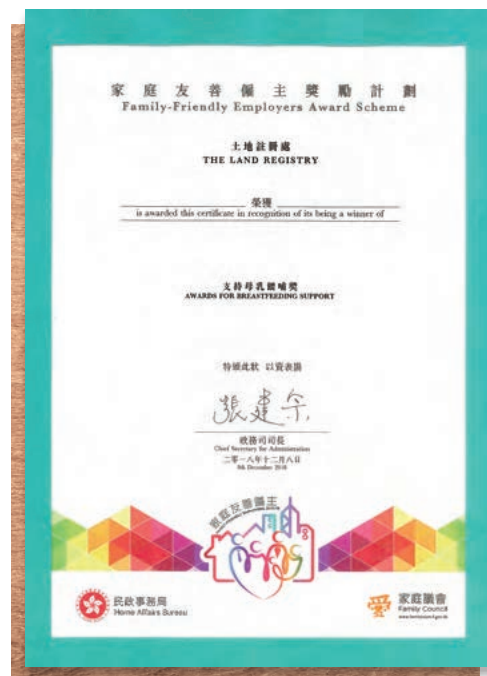 家庭友善僱主獎勵計劃
Family-Friendly Employers Award Scheme
土地註冊處
THE LAND REGISTRY
榮獲
is awarded this certificate in recognition of its being a winner of
支持母乳餵哺獎
AWARDS FOR BREASTFEEDING SUPPORT
特頒此狀 以資表揚
張建宗
政務司司長
Chief Secretary for Administration
二零一八年十二月八日
8th December 2018
家庭友善僱主
民政事務局
Home Affairs Bureau
家庭議會
Family Council